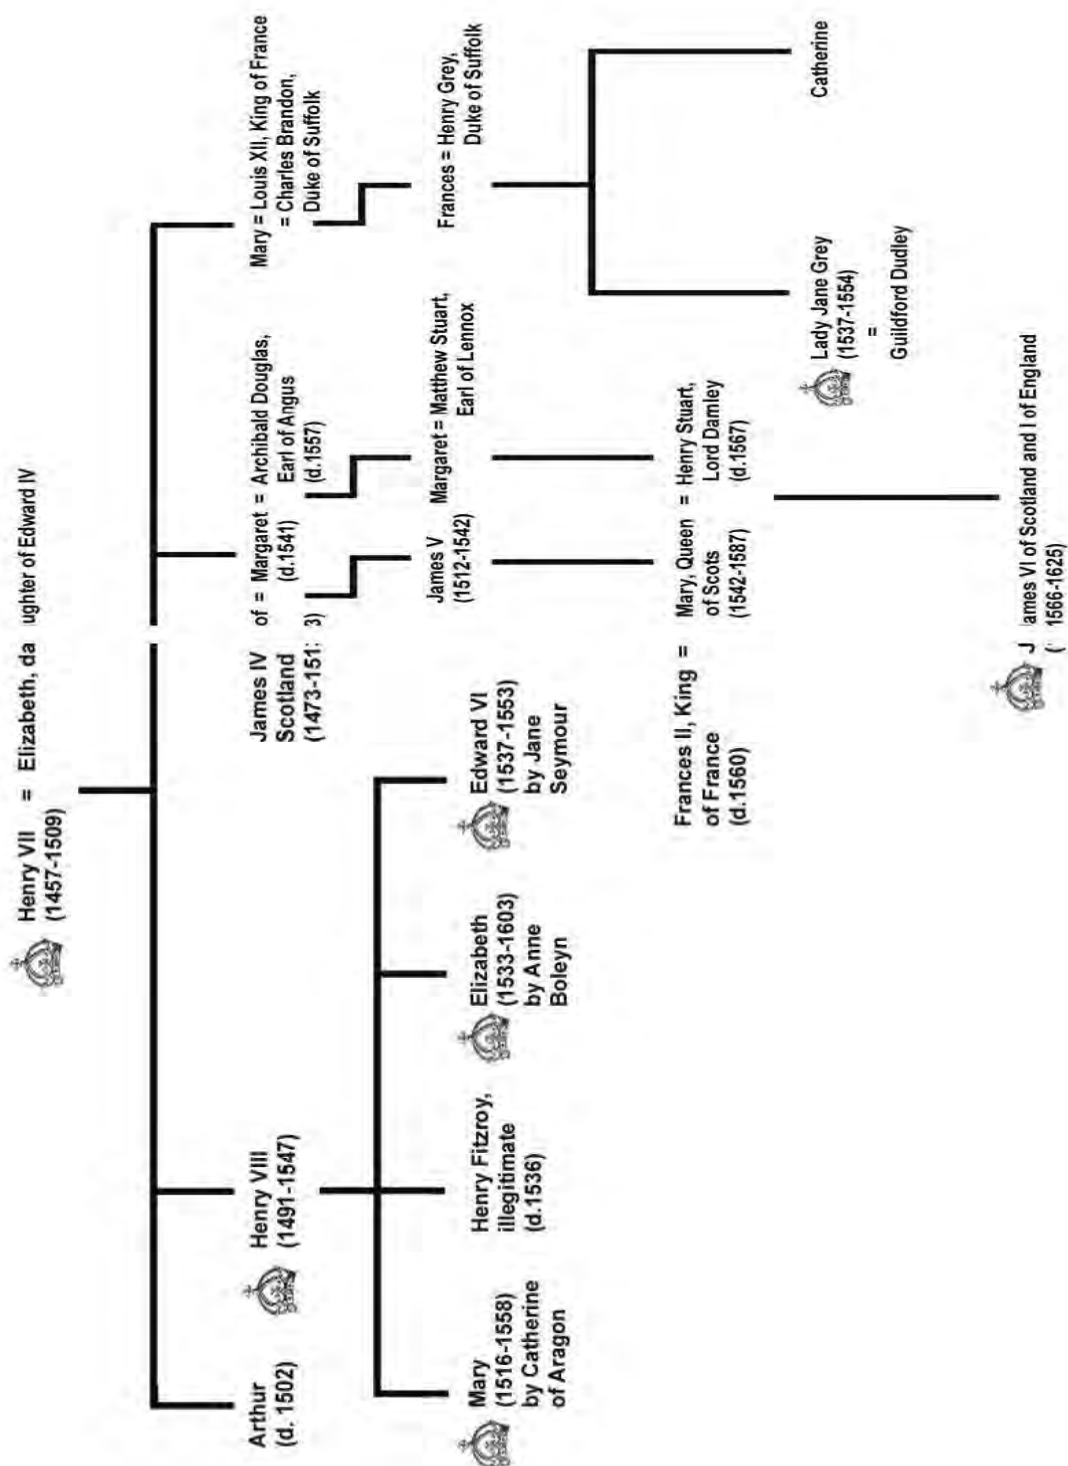 Henry VII = Elizabeth, da ughter of Edward IV
(1457-1509)
Arthur
(d. 1502)
Henry VIII
(1491-1547)
James IV of = Margaret = Archibald Douglas,
Scotland (d.1541) Earl of Angus
(1473-151: 3) (d.1557)
Mary = Louis XII, King of France
= Charles Brandon,
Duke of Suffolk
Mary
(1516-1558)
by Catherine
of Aragon
Henry Fitzroy,
illegitimate
(d.1536)
Elizabeth
(1533-1603)
by Anne
Boleyn
Edward VI
(1537-1553)
by Jane
Seymour
James V
(1512-1542)
Margaret = Matthew Stuart,
Earl of Lennox
Frances = Henry Grey,
Duke of Suffolk
Frances II, King =
of France
(d.1560)
Mary, Queen = Henry Stuart,
of Scots Lord Damley
(1542-1587) (d.1567)
Lady Jane Grey
(1537-1554)
=
Guildford Dudley
Catherine
J ames VI of Scotland and I of England
( 1566-1625)